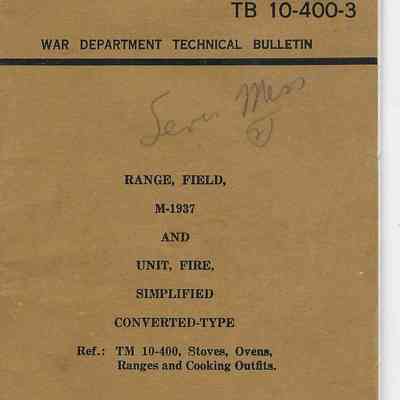 TB 10-400-3
WAR DEPARTMENT TECHNICAL BULLETIN
Mess
RANGE, FIELD,
M-1937
AND
UNIT, FIRE,
SIMPLIFIED
CONVERTED-TYPE
Ref.: TM 10-400, Stoves, Ovens,
Ranges and Cooking Outfits.